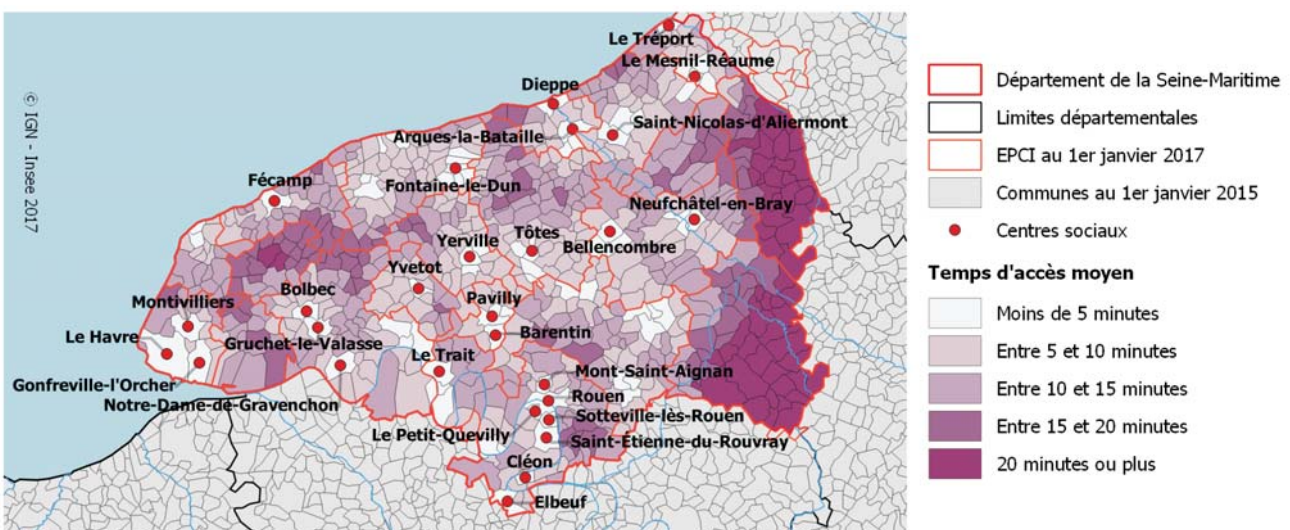 Le Tréport
Le Mesnil-Réaume
Dieppe
Arques-la-Bataille
Saint-Nicolas-d'Aliermont
Fécamp
Fontaine-le-Dun
Neufchâtel-en-Bray
Yerville
Tôtes
Bellencombre
Yvetot
Montivilliers
Bolbec
Pavilly
Le Havre
Gruchet-le-Valasse
Barentin
Le Trait
Gonfreville-l'Orcher
Mont-Saint-Aignan
Notre-Dame-de-Gravenchon
Rouen
Sotteville-lès-Rouen
Le Petit-Quevilly
Saint-Étienne-du-Rouvray
Cléon
Elbeuf
© IGN - Insee 2017
Département de la Seine-Maritime
Limites départementales
EPCI au 1er janvier 2017
Communes au 1er janvier 2015
Centres sociaux
Temps d'accès moyen
Moins de 5 minutes
Entre 5 et 10 minutes
Entre 10 et 15 minutes
Entre 15 et 20 minutes
20 minutes ou plus